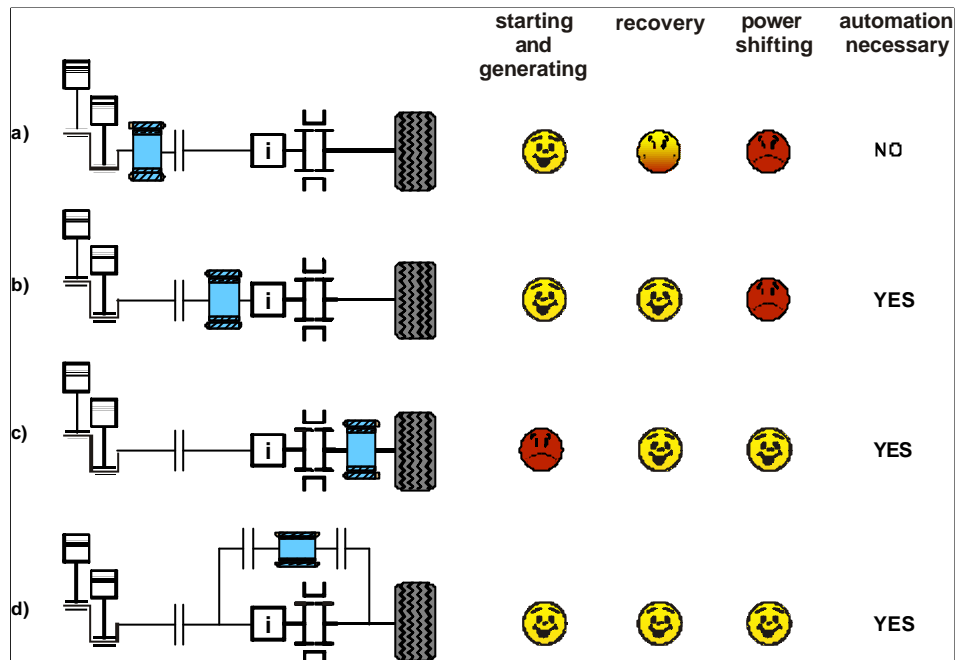 starting and generating
recovery
power shifting
automation necessary
a)
i
NO
b)
i
YES
c)
i
YES
d)
i
YES